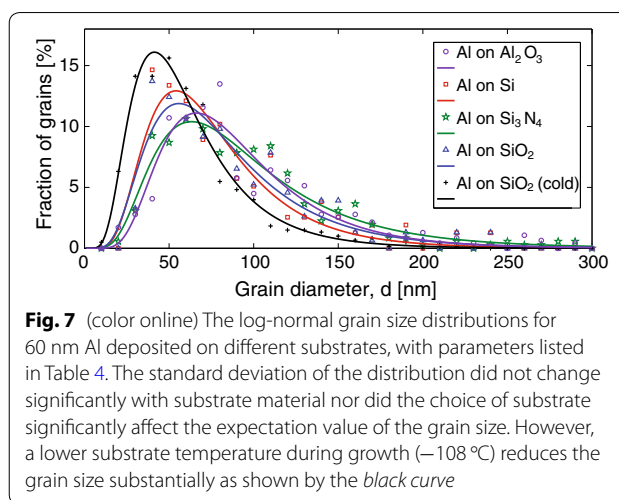 Fraction of grains [%]
15
10
5
0
0 50 100 150 200 250 300
Grain diameter, d [nm]
Al on Al₂O₃
Al on Si
Al on Si₃N₄
Al on SiO₂
Al on SiO₂ (cold)
Fig. 7 (color online) The log-normal grain size distributions for
60 nm Al deposited on different substrates, with parameters listed
in Table 4. The standard deviation of the distribution did not change
significantly with substrate material nor did the choice of substrate
significantly affect the expectation value of the grain size. However,
a lower substrate temperature during growth (−108 °C) reduces the
grain size substantially as shown by the black curve